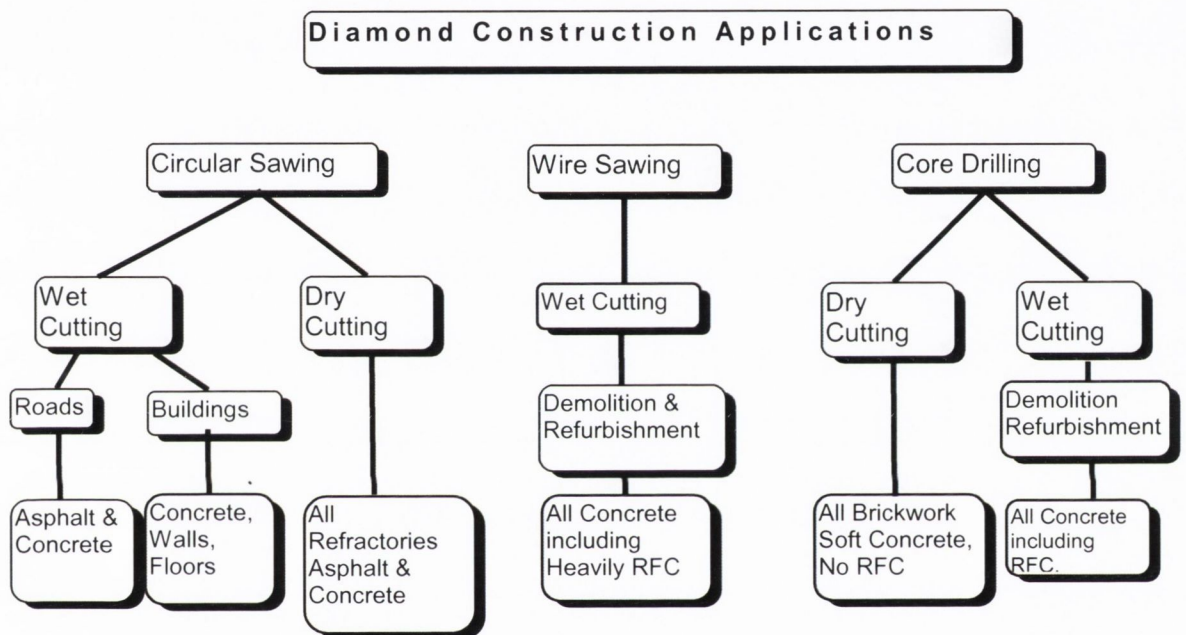 Diamond Construction Applications
Circular Sawing
Wire Sawing
Core Drilling
Wet
Cutting
Dry
Cutting
Wet Cutting
Dry
Cutting
Wet
Cutting
Roads
Buildings
Demolition &
Refurbishment
Demolition
Refurbishment
Asphalt &
Concrete
Concrete,
Walls,
Floors
All
Refractories
Asphalt &
Concrete
All Concrete
including
Heavily RFC
All Brickwork
Soft Concrete,
No RFC
All Concrete
including
RFC.